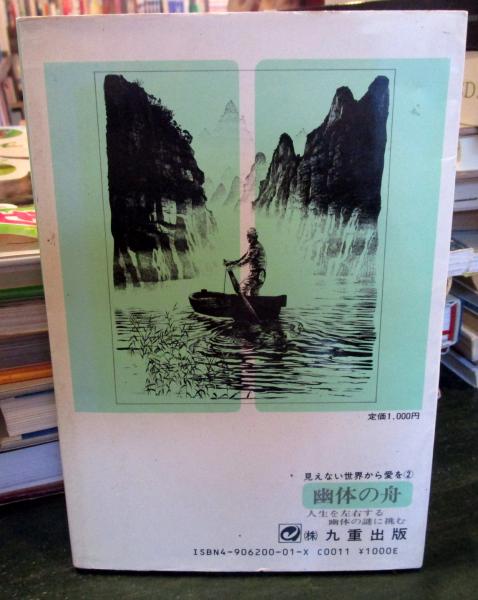 定価1,000円
見えない世界から愛を②
幽体の舟
人生を左右する
幽体の謎に挑む
(株) 九重出版
ISBN4-906200-01-X C0011 ¥1000E